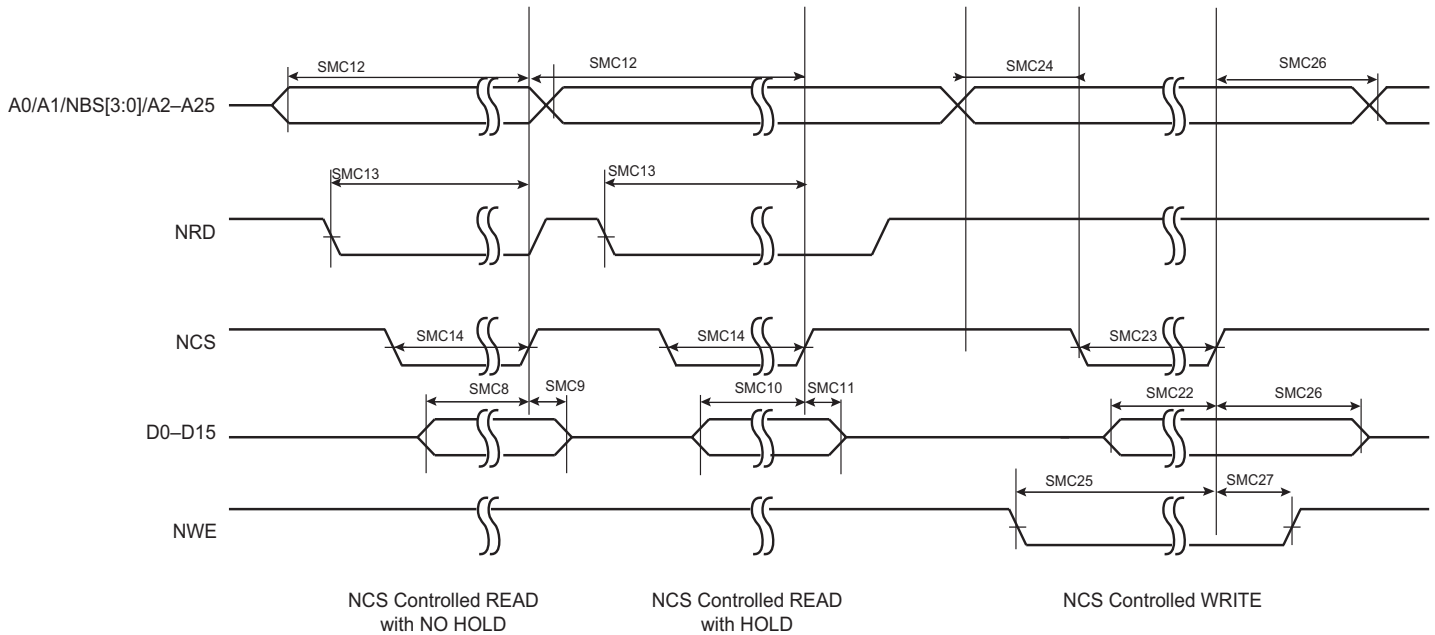 SMC12
SMC12
SMC24
SMC26
A0/A1/NBS[3:0]/A2–A25
SMC13
SMC13
NRD
NCS
SMC14
SMC14
SMC23
SMC8
SMC9
SMC10
SMC11
SMC22
SMC26
D0–D15
SMC25
SMC27
NWE
NCS Controlled READ
with NO HOLD
NCS Controlled READ
with HOLD
NCS Controlled WRITE